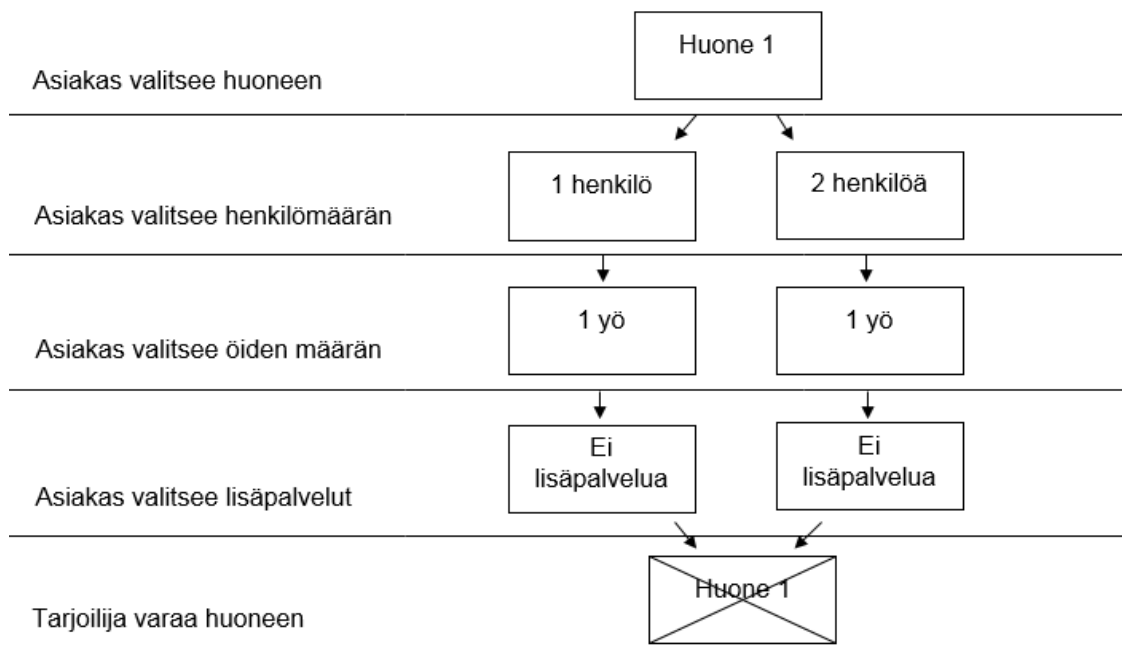 Huone 1
Asiakas valitsee huoneen
1 henkilö
2 henkilöä
Asiakas valitsee henkilömäärän
1 yö
1 yö
Asiakas valitsee öiden määrän
Ei
lisäpalvelua
Ei
lisäpalvelua
Asiakas valitsee lisäpalvelut
Huone 1
Tarjoilija varaa huoneen